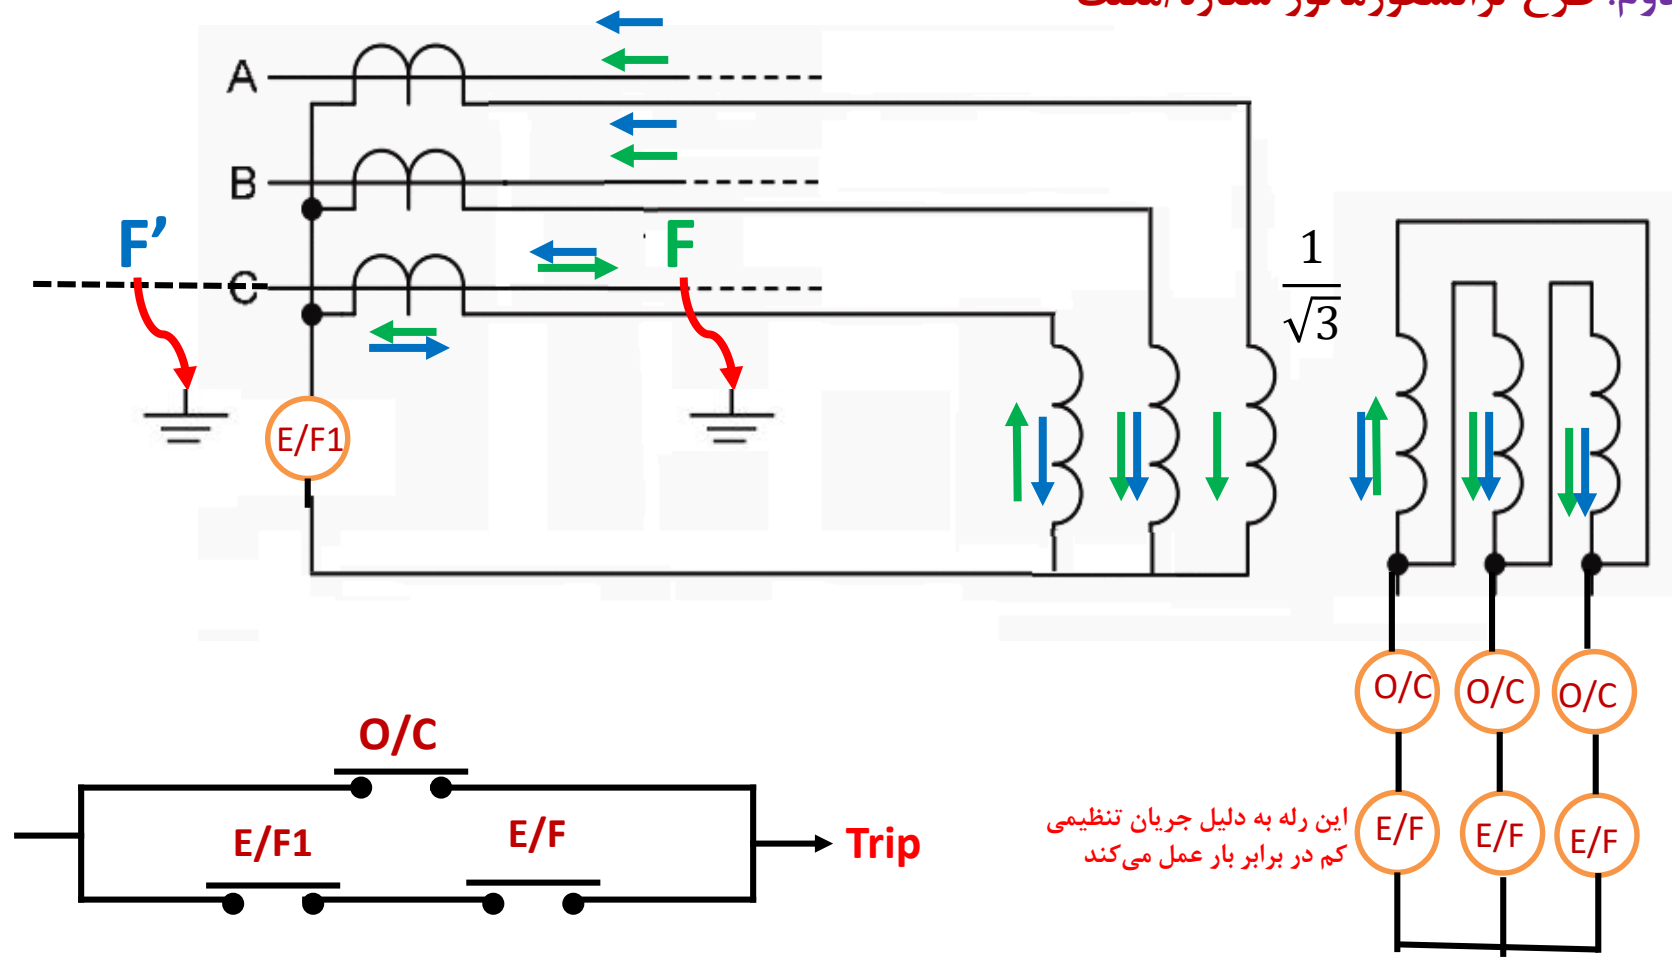 A
B
F’
F
C
1
√3
E/F1
O/C
O/C
O/C
O/C
E/F1
E/F
Trip
این رله به دلیل جریان تنظیمی
کم در برابر بار عمل می‌کند
E/F
E/F
E/F